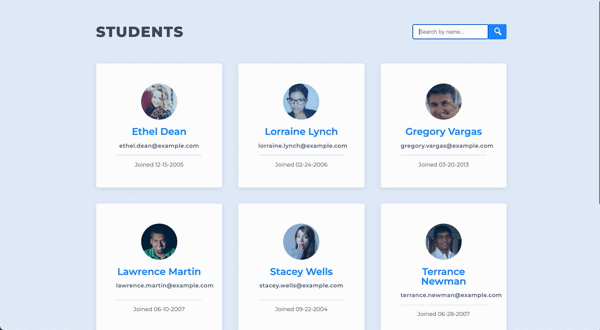 STUDENTS
Search by name...
Ethel Dean
ethel.dean@example.com
Joined 12-15-2005
Lorraine Lynch
lorraine.lynch@example.com
Joined 02-24-2006
Gregory Vargas
gregory.vargas@example.com
Joined 03-20-2013
Lawrence Martin
lawrence.martin@example.com
Joined 06-10-2007
Stacey Wells
stacey.wells@example.com
Joined 09-22-2004
Terrance
Newman
terrance.newman@example.com
Joined 06-28-2007